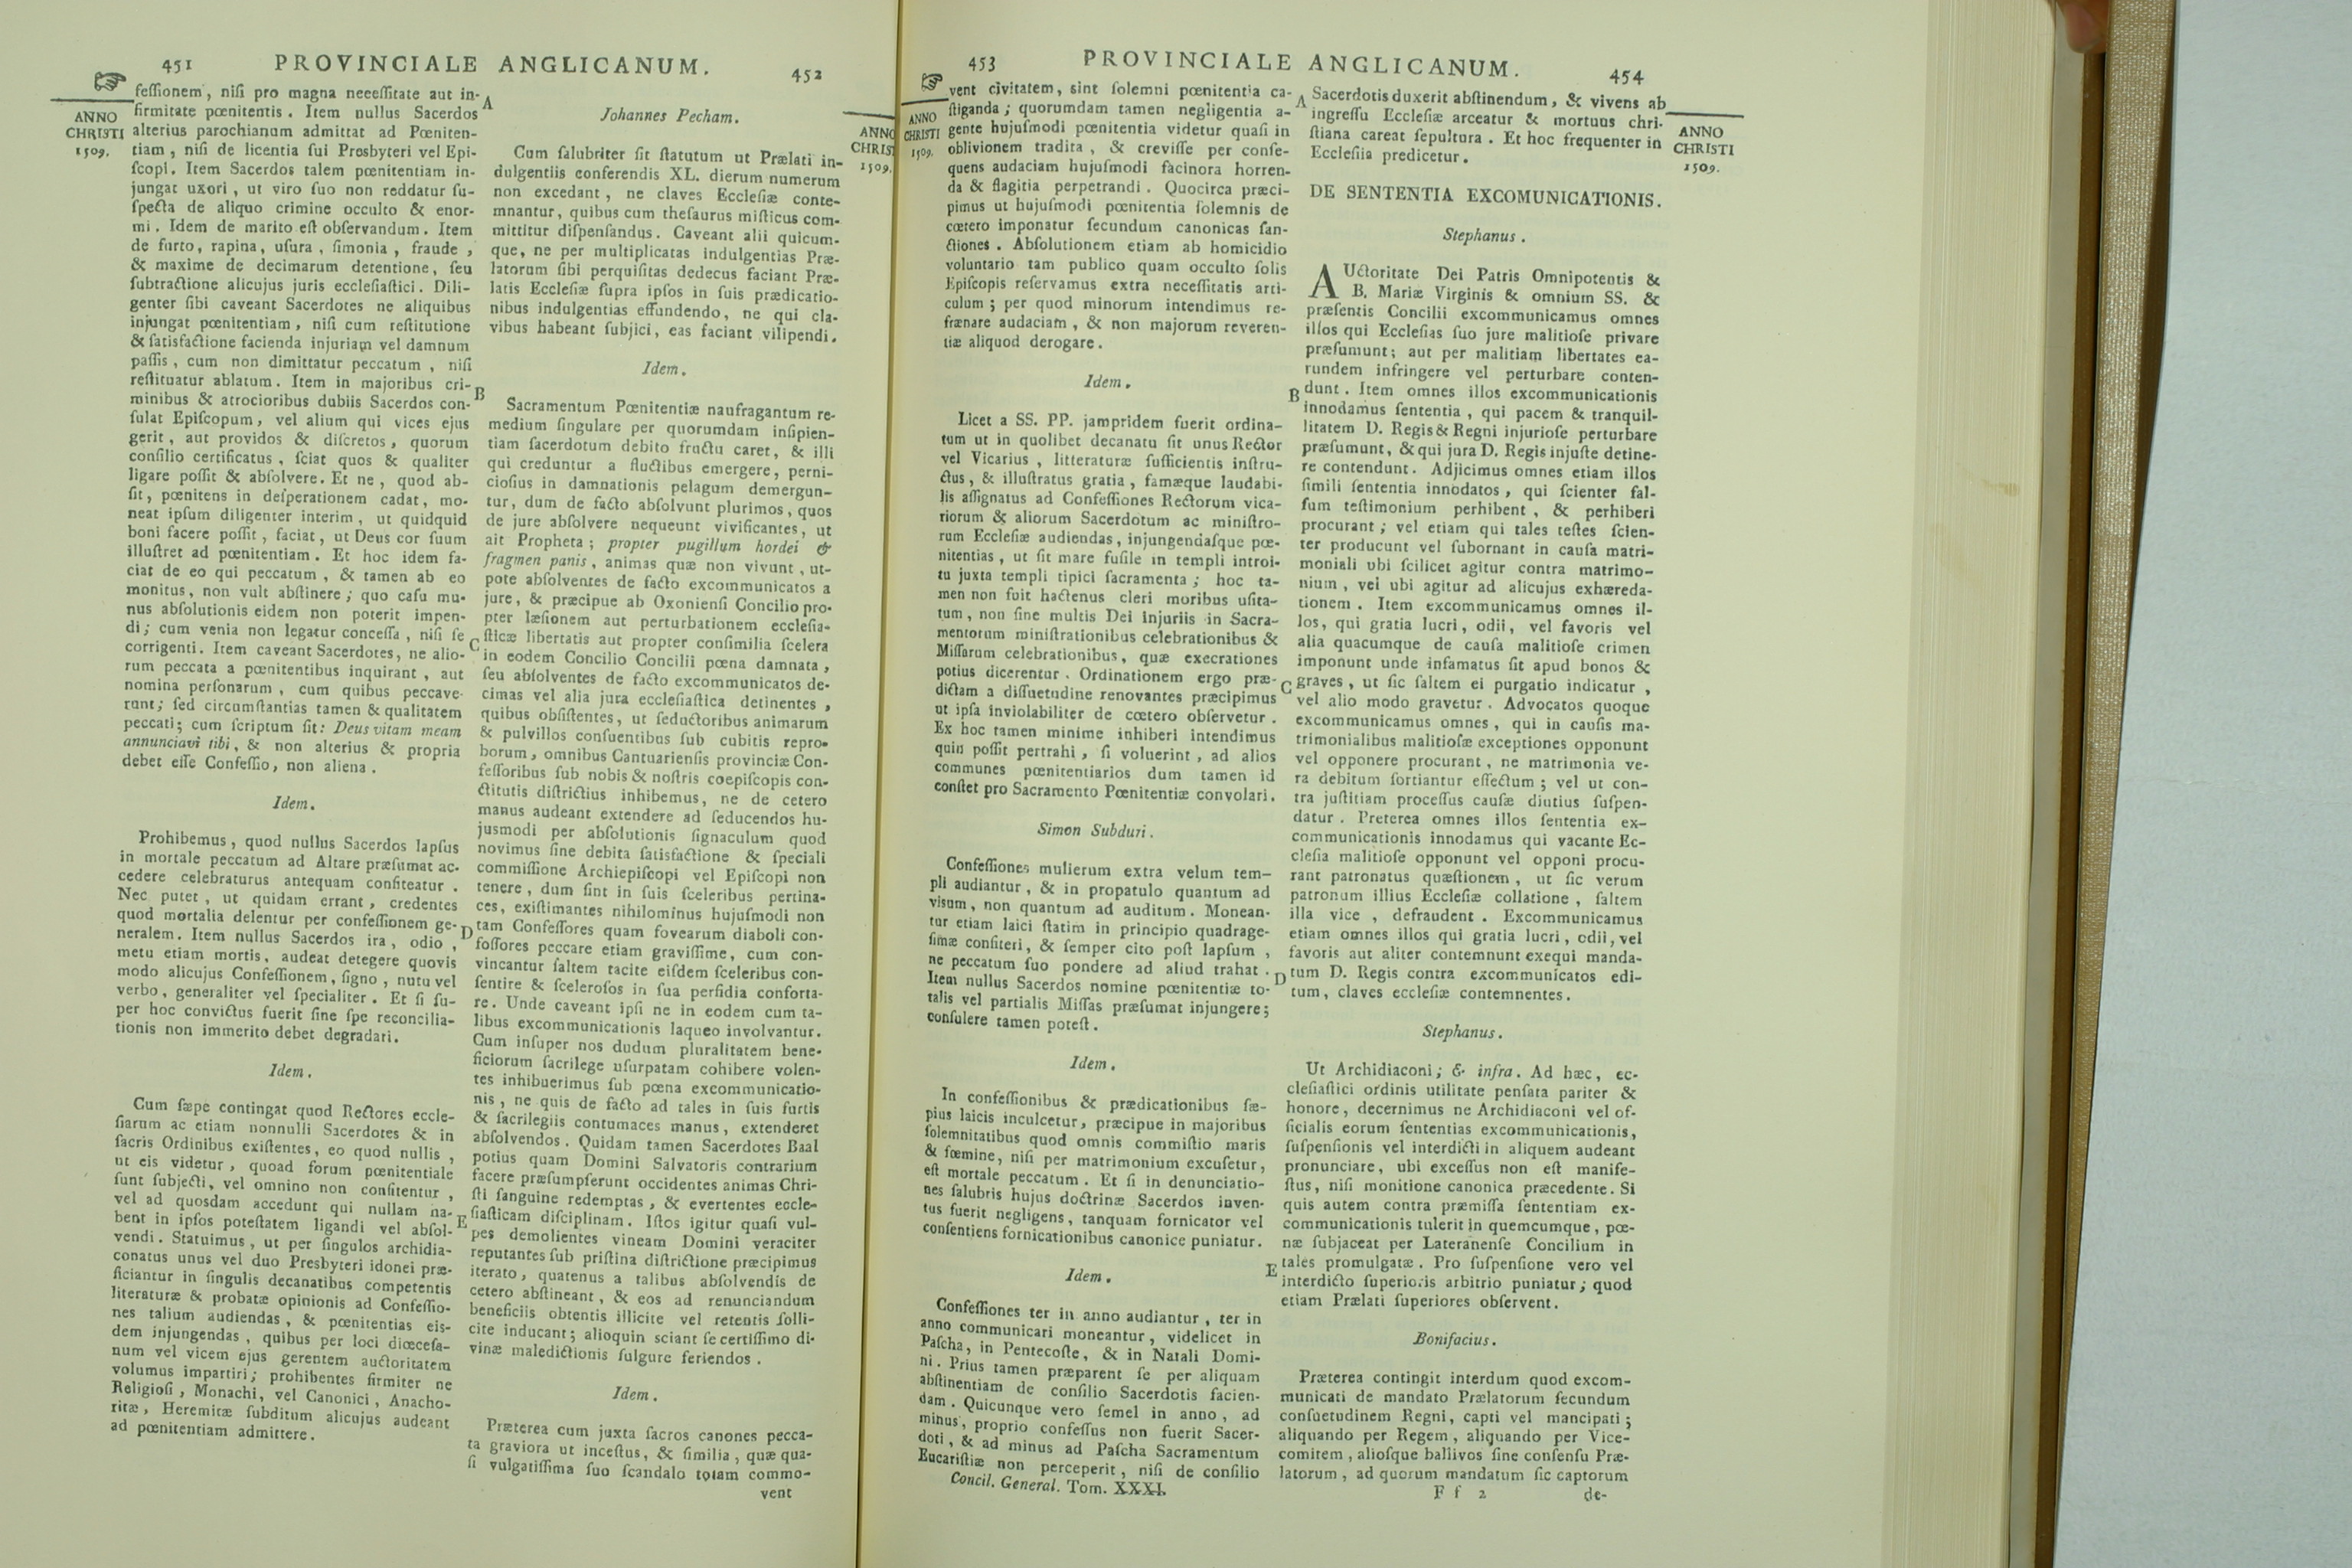 451
PROVINCIALE ANGLICANUM.
452
ANNO
CHRISTI
1509.
feſſionem, niſi pro magna neceſſitate aut in-
firmitate pœnitentis. Item nullus Sacerdos
alterius parochianum admittat ad Pœniten-
tiam, niſi de licentia ſui Presbyteri vel Epi-
ſcopi. Item Sacerdos talem pœnitentiam in-
jungat uxori, ut viro ſuo non reddatur ſu-
ſpecta de aliquo crimine occulto & enor-
mi. Idem de marito eſt obſervandum. Item
de furto, rapina, uſura, ſimonia, fraude,
& maxime de decimarum detentione, ſeu
ſubtractione alicujus juris eccleſiaſtici. Dili-
genter ſibi caveant Sacerdotes ne aliquibus
injungat pœnitentiam, niſi cum reſtitutione
& ſatisfactione facienda injuriam vel damnum
paſſis, cum non dimittatur peccatum, niſi
reſtituatur ablatum. Item in majoribus cri-
minibus & atrocioribus dubiis Sacerdos con-
ſulat Epiſcopum, vel alium qui vices ejus
gerit, aut providos & diſcretos, quorum
conſilio certificatus, ſciat quos & qualiter
ligare poſſit & abſolvere. Et ne, quod ab-
ſit, pœnitens in deſperationem cadat, mo-
neat ipſum diligenter interim, ut quidquid
boni facere poſſit, faciat, ut Deus cor ſuum
illuſtret ad pœnitentiam. Et hoc idem fa-
ciat de eo qui peccatum, & tamen ab eo
monitus, non vult abſtinere; quo caſu mu-
nus abſolutionis eidem non poterit impen-
di; cum venia non legatur conceſſa, niſi ſe
corrigenti. Item caveant Sacerdotes, ne alio-
rum peccata a pœnitentibus inquirant, aut
nomina perſonarum, cum quibus peccave-
runt; ſed circumſtantias tamen & qualitatem
peccati; cum ſcriptum ſit: Deus vitam meam
annunciavi tibi, & non alterius & propria
debet eſſe Confeſſio, non aliena.
Idem.
Prohibemus, quod nullus Sacerdos lapſus
in mortale peccatum ad Altare præſumat ac-
cedere celebraturus antequam confiteatur.
Nec putet, ut quidam errant, credentes
quod mortalia delentur per confeſſionem ge-
neralem. Item nullus Sacerdos ira, odio,
metu etiam mortis, audeat detegere quovis
modo alicujus Confeſſionem, ſigno, nutu vel
verbo, generaliter vel ſpecialiter. Et ſi ſu-
per hoc convictus fuerit ſine ſpe reconcilia-
tionis non immerito debet degradari.
Idem.
Cum ſæpe contingat quod Rectores eccle-
ſiarum ac etiam nonnulli Sacerdotes & in
ſacris Ordinibus exiſtentes, eo quod nullis,
ut eis videtur, quoad forum pœnitentiale
ſunt ſubjecti, vel omnino non confitentur,
vel ad quosdam accedunt qui nullam ha-
bent in ipſos poteſtatem ligandi vel abſol-
vendi. Statuimus, ut per ſingulos archidia-
conatus unus vel duo Presbyteri idonei præ-
ficiantur in ſingulis decanatibus competentis
literaturæ & probatæ opinionis ad Confeſſio-
nes talium audiendas, & pœnitentias eis-
dem injungendas, quibus per loci diœceſa-
num vel vicem ejus gerentem auctoritatem
volumus impartiri; prohibentes firmiter ne
Religioſi, Monachi, vel Canonici, Anacho-
ritæ, Heremitæ ſubditum alicujus audeant
ad pœnitentiam admittere.
A
B
C
D
E
Johannes Pecham.
Cum ſalubriter ſit ſtatutum ut Prælati in-
dulgentiis conferendis XL. dierum numerum
non excedant, ne claves Eccleſiæ conte-
mnantur, quibus cum theſaurus miſticus com-
mittitur diſpenſandus. Caveant alii quicum-
que, ne per multiplicatas indulgentias Præ-
latorum ſibi perquiſitas dedecus faciant Præ-
latis Eccleſiæ ſupra ipſos in ſuis prædicatio-
nibus indulgentias effundendo, ne qui cla-
vibus habeant ſubjici, eas faciant vilipendi.
Idem.
Sacramentum Pœnitentiæ naufragantum re-
medium ſingulare per quorumdam inſipien-
tiam ſacerdotum debito fructu caret, & illi
qui creduntur a fluctibus emergere, perni-
cioſius in damnationis pelagum demergun-
tur, dum de facto abſolvunt plurimos, quos
de jure abſolvere nequeunt vivificantes, ut
ait Propheta; propter pugillum hordei &
fragmen panis, animas quæ non vivunt, ut-
pote abſolventes de facto excommunicatos a
jure, & præcipue ab Oxonienſi Concilio pro-
pter læſionem aut perturbationem eccleſia-
ſticæ libertatis aut propter conſimilia ſcelera
in eodem Concilio Concilii pœna damnata,
ſeu abſolventes de facto excommunicatos de-
cimas vel alia jura eccleſiaſtica detinentes,
quibus obſiſtentes, ut ſeductoribus animarum
& pulvillos conſuentibus ſub cubitis repro-
borum, omnibus Cantuarienſis provinciæ Con-
feſſoribus ſub nobis & noſtris coepiſcopis con-
ſtitutis diſtrictius inhibemus, ne de cetero
manus audeant extendere ad ſeducendos hu-
jusmodi per abſolutionis ſignaculum quod
novimus ſine debita ſatisfactione & ſpeciali
commiſſione Archiepiſcopi vel Epiſcopi non
tenere, dum ſint in ſuis ſceleribus pertina-
ces, exiſtimantes nihilominus hujuſmodi non
tam Confeſſores quam fovearum diaboli con-
foſſores peccare etiam graviſſime, cum con-
vincantur ſaltem tacite eiſdem ſceleribus con-
ſentire & ſceleroſos in ſua perfidia conforta-
re. Unde caveant ipſi ne in eodem cum ta-
libus excommunicationis laqueo involvantur.
Cum inſuper nos dudum pluralitatem bene-
ficiorum ſacrilege uſurpatam cohibere volen-
tes inhibuerimus ſub pœna excommunicatio-
nis, ne quis de facto ad tales in ſuis furtis
& ſacrilegiis contumaces manus, extenderet
abſolvendos. Quidam tamen Sacerdotes Baal
potius quam Domini Salvatoris contrarium
facere præſumpſerunt occidentes animas Chri-
ſti ſanguine redemptas, & evertentes eccle-
ſiaſticam diſciplinam. Iſtos igitur quaſi vul-
pes demolientes vineam Domini veraciter
reputantes ſub priſtina diſtrictione præcipimus
iterato, quatenus a talibus abſolvendis de
cetero abſtineant, & eos ad renunciandum
beneficiis obtentis illicite vel retentis ſolli-
cite inducant; alioquin sciant ſe certiſſimo di-
vinæ maledictionis fulgure feriendos.
Idem.
Præterea cum juxta ſacros canones pecca-
ta graviora ut inceſtus, & ſimilia, quæ qua-
ſi vulgatiſſima ſuo ſcandalo totam commo-
vent
ANNO
CHRIST
1509.
453
PROVINCIALE ANGLICANUM.
454
ANNO
CHRISTI
1509.
vent civitatem, sint ſolemni pœnitentia ca-
ſtiganda; quorumdam tamen negligentia a-
gente hujuſmodi pœnitentia videtur quaſi in
oblivionem tradita, & creviſſe per conſe-
quens audaciam hujuſmodi facinora horren-
da & flagitia perpetrandi. Quocirca præci-
pimus ut hujuſmodi pœnitentia ſolemnis de
cœtero imponatur ſecundum canonicas ſan-
ctiones. Abſolutionem etiam ab homicidio
voluntario tam publico quam occulto ſolis
Epiſcopis reſervamus extra neceſſitatis arti-
culum; per quod minorum intendimus re-
frænare audaciam, & non majorum reveren-
tiæ aliquod derogare.
Idem.
Licet a SS. PP. jampridem fuerit ordina-
tum ut in quolibet decanatu ſit unus Rector
vel Vicarius, litteraturæ ſufficientis inſtru-
ctus, & illuſtratus gratia, famæque laudabi-
lis aſſignatus ad Confeſſiones Rectorum vica-
riorum & aliorum Sacerdotum ac miniſtro-
rum Eccleſiæ audiendas, injungendaſque pœ-
nitentias, ut ſit mare fuſile in templi introi-
tu juxta templi tipici ſacramenta; hoc ta-
men non fuit hactenus cleri moribus uſita-
tum, non ſine multis Dei injuriis in Sacra-
mentorum miniſtrationibus celebrationibus &
Miſſarum celebrationibus, quæ execrationes
potius dicerentur. Ordinationem ergo præ-
dictam a diſſuetudine renovantes præcipimus
ut ipſa inviolabiliter de cœtero obſervetur.
Ex hoc tamen minime inhiberi intendimus
quin poſſit pertrahi, ſi voluerint, ad alios
communes pœnitentiarios dum tamen id
conſtet pro Sacramento Pœnitentiæ convolari.
Simon Subduri.
Confeſſiones mulierum extra velum tem-
pli audiantur, & in propatulo quantum ad
visum, non quantum ad auditum. Monean-
tur etiam laici ſtatim in principio quadrage-
ſimæ confiteri, & ſemper cito poſt lapſum,
ne peccatum ſuo pondere ad aliud trahat.
Item nullus Sacerdos nomine pœnitentiæ to-
talis vel partialis Miſſas præſumat injungere;
conſulere tamen poteſt.
Idem.
In confeſſionibus & prædicationibus ſæ-
pius laicis inculcetur, præcipue in majoribus
ſolemnitatibus quod omnis commiſtio maris
& fœmine, niſi per matrimonium excuſetur,
eſt mortale peccatum. Et ſi in denunciatio-
nes ſalubris hujus doctrinæ Sacerdos inven-
tus fuerit negligens, tanquam fornicator vel
conſentiens fornicationibus canonice puniatur.
Idem.
Confeſſiones ter in anno audiantur, ter in
anno communicari moneantur, videlicet in
Paſcha, in Pentecoſte, & in Natali Domi-
ni. Prius tamen præparent ſe per aliquam
abſtinentiam de conſilio Sacerdotis facien-
dam. Quicunque vero ſemel in anno, ad
minus, proprio confeſſus non fuerit Sacer-
doti, & ad minus ad Paſcha Sacramentum
Euchariſtiæ non perceperit, niſi de conſilio
Concil. General. Tom. XXXI.
A
B
C
D
E
Sacerdotis duxerit abſtinendum, & vivens ab
ingreſſu Eccleſiæ arceatur & mortuus chri-
ſtiana careat ſepultura. Et hoc frequenter in
Eccleſiia predicetur.
DE SENTENTIA EXCOMUNICATIONIS.
Stephanus.
AUctoritate Dei Patris Omnipotentis &
B. Mariæ Virginis & omnium SS. &
præſentis Concilii excommunicamus omnes
illos qui Eccleſias ſuo jure malitioſe privare
præſumunt; aut per malitiam libertates ea-
rundem infringere vel perturbare conten-
dunt. Item omnes illos excommunicationis
innodamus ſententia, qui pacem & tranquil-
litatem D. Regis & Regni injurioſe perturbare
præſumunt, & qui jura D. Regis injuſte detine-
re contendunt. Adjicimus omnes etiam illos
ſimili ſententia innodatos, qui ſcienter fal-
ſum teſtimonium perhibent, & perhiberi
procurant; vel etiam qui tales teſtes ſcien-
ter producunt vel ſubornant in cauſa matri-
moniali ubi ſcilicet agitur contra matrimo-
nium, vei ubi agitur ad alicujus exhæreda-
tionem. Item excommunicamus omnes il-
los, qui gratia lucri, odii, vel favoris vel
alia quacumque de cauſa malitioſe crimen
imponunt unde infamatus ſit apud bonos &
graves, ut ſic ſaltem ei purgatio indicatur,
vel alio modo gravetur. Advocatos quoque
excommunicamus omnes, qui in cauſis ma-
trimonialibus malitioſæ exceptiones opponunt
vel opponere procurant, ne matrimonia ve-
ra debitum ſortiantur effectum; vel ut con-
tra juſtitiam proceſſus cauſæ diutius ſuſpen-
datur. Preterea omnes illos ſententia ex-
communicationis innodamus qui vacante Ec-
cleſia malitioſe opponunt vel opponi procu-
rant patronatus quæſtionem, ut ſic verum
patronum illius Eccleſiæ collatione, ſaltem
illa vice, defraudent. Excommunicamus
etiam omnes illos qui gratia lucri, odii, vel
favoris aut aliter contemnunt exequi manda-
tum D. Regis contra excommunicatos edi-
tum, claves eccleſiæ contemnentes.
Stephanus.
Ut Archidiaconi; & infra. Ad hæc, ec-
cleſiaſtici ordinis utilitate penſata pariter &
honore, decernimus ne Archidiaconi vel of-
ficialis eorum ſententias excommunicationis,
ſuſpenſionis vel interdicti in aliquem audeant
pronunciare, ubi exceſſus non eſt manife-
ſtus, niſi monitione canonica præcedente. Si
quis autem contra præmiſſa ſententiam ex-
communicationis tulerit in quemcumque, pœ-
næ ſubjaceat per Lateranenſe Concilium in
tales promulgatæ. Pro ſuſpenſione vero vel
interdicto ſuperioris arbitrio puniatur; quod
etiam Prælati ſuperiores obſervent.
Bonifacius.
Præterea contingit interdum quod excom-
municati de mandato Prælatorum ſecundum
conſuetudinem Regni, capti vel mancipati;
aliquando per Regem, aliquando per Vice-
comitem, alioſque ballivos ſine conſenſu Præ-
latorum, ad quorum mandatum ſic captorum
F f 2
de-
ANNO
CHRISTI
1509.